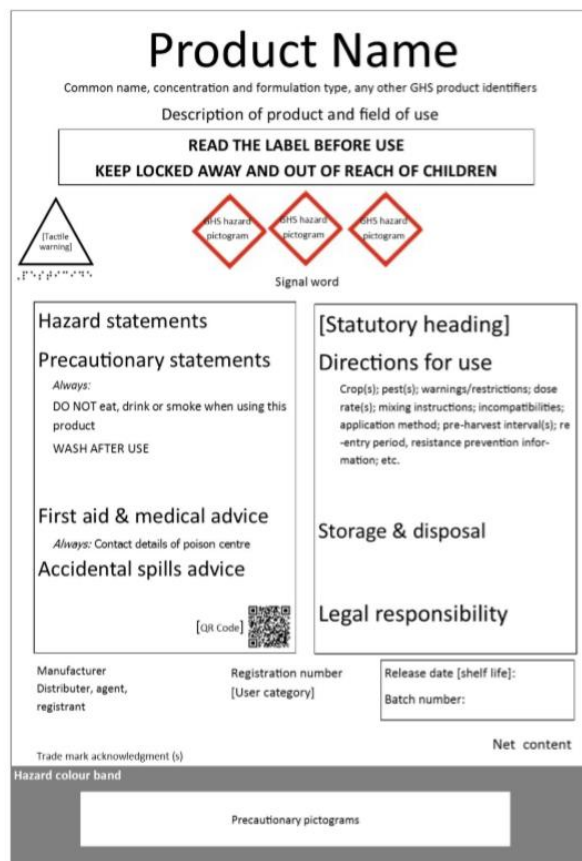 Product Name
Common name, concentration and formulation type, any other GHS product identifiers
Description of product and field of use
READ THE LABEL BEFORE USE
KEEP LOCKED AWAY AND OUT OF REACH OF CHILDREN
[Tactile
warning]
GHS hazard
pictogram
GHS hazard
pictogram
GHS hazard
pictogram
Signal word
Hazard statements
Precautionary statements
Always:
DO NOT eat, drink or smoke when using this
product
WASH AFTER USE
First aid & medical advice
Always: Contact details of poison centre
Accidental spills advice
[QR Code]
[Statutory heading]
Directions for use
Crop(s); pest(s); warnings/restrictions; dose
rate(s); mixing instructions; incompatibilities;
application method; pre-harvest interval(s); re
-entry period, resistance prevention infor-
mation; etc.
Storage & disposal
Legal responsibility
Manufacturer
Distributer, agent,
registrant
Registration number
[User category]
Release date [shelf life]:
Batch number:
Net content
Trade mark acknowledgment (s)
Hazard colour band
Precautionary pictograms